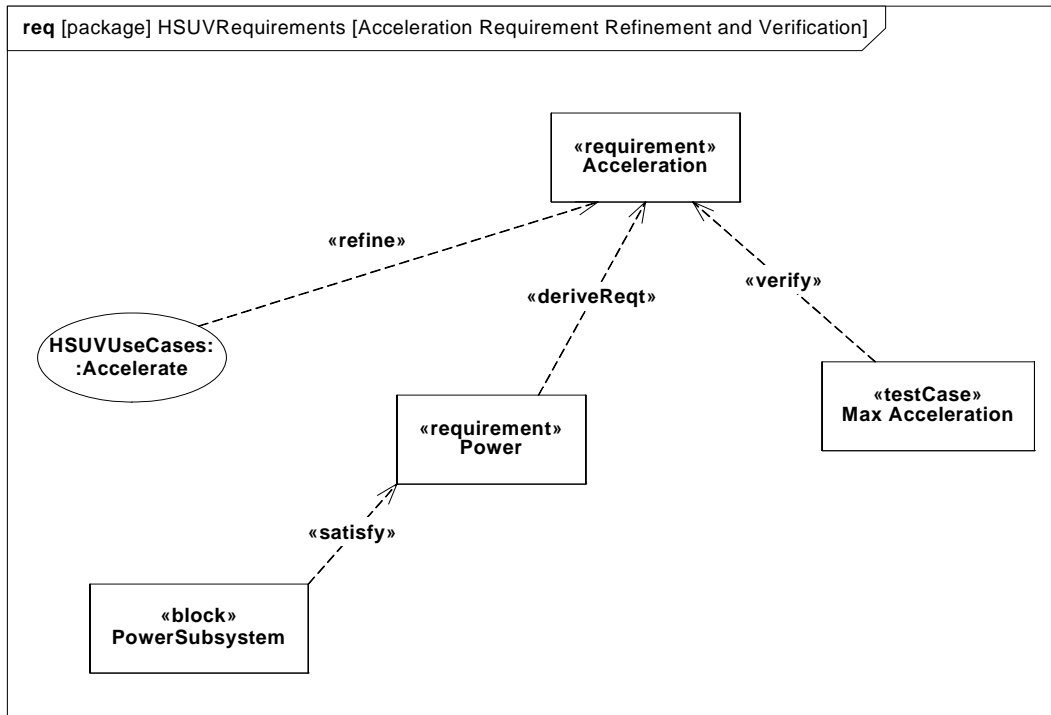 req [package] HSUVRequirements [Acceleration Requirement Refinement and Verification]
«requirement»
Acceleration
«refine»
«deriveReqt»
«verify»
HSUVUseCases:
:Accelerate
«requirement»
Power
«testCase»
Max Acceleration
«satisfy»
«block»
PowerSubsystem